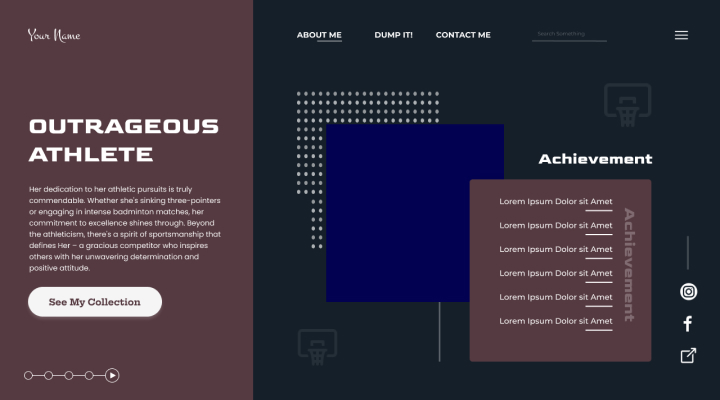 Your Name
ABOUT ME
DUMP IT!
CONTACT ME
Search Something
OUTRAGEOUS
ATHLETE
Her dedication to her athletic pursuits is truly
commendable. Whether she's sinking three-pointers
or engaging in intense badminton matches, her
commitment to excellence shines through. Beyond
the athleticism, there's a spirit of sportsmanship that
defines Her – a gracious competitor who inspires
others with her unwavering determination and
positive attitude.
See My Collection
Achievement
Lorem Ipsum Dolor sit Amet
Lorem Ipsum Dolor sit Amet
Lorem Ipsum Dolor sit Amet
Lorem Ipsum Dolor sit Amet
Lorem Ipsum Dolor sit Amet
Lorem Ipsum Dolor sit Amet
Achievement